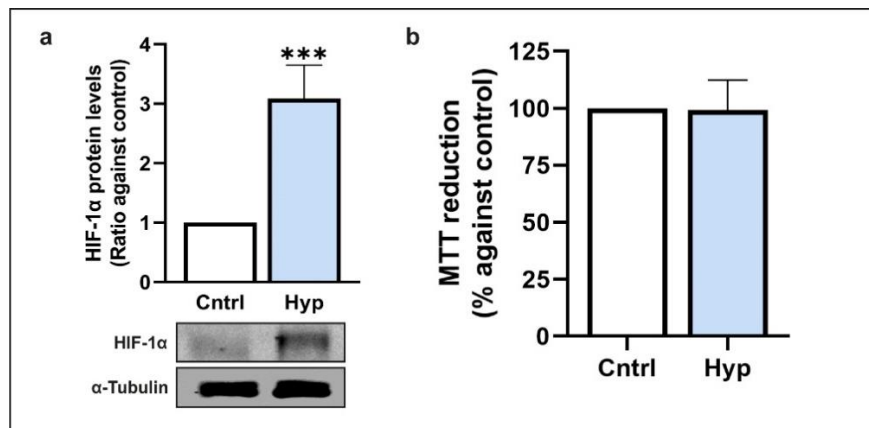 a
HIF-1α protein levels
(Ratio against control)
4
3
2
1
0
***
Cntrl Hyp
HIF-1α
α-Tubulin
b
MTT reduction
(% against control)
125
100
75
50
25
0
Cntrl Hyp